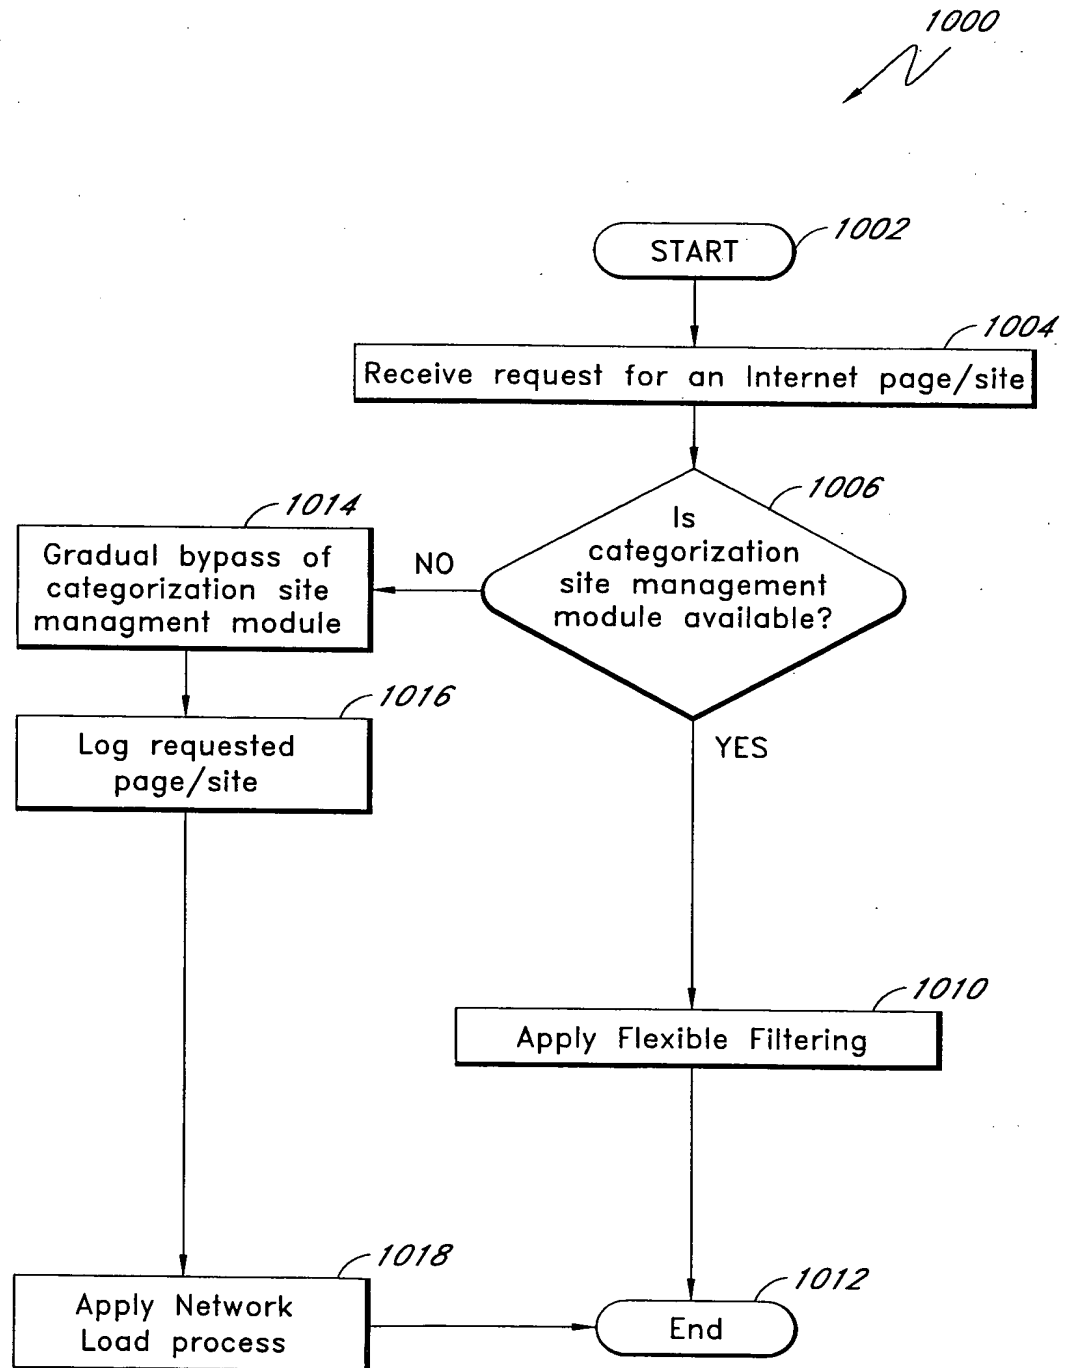 1000
START
1002
1004
Receive request for an Internet page/site
1006
Is
categorization
site management
module available?
NO
1014
Gradual bypass of
categorization site
managment module
1016
Log requested
page/site
YES
1010
Apply Flexible Filtering
1018
Apply Network
Load process
1012
End